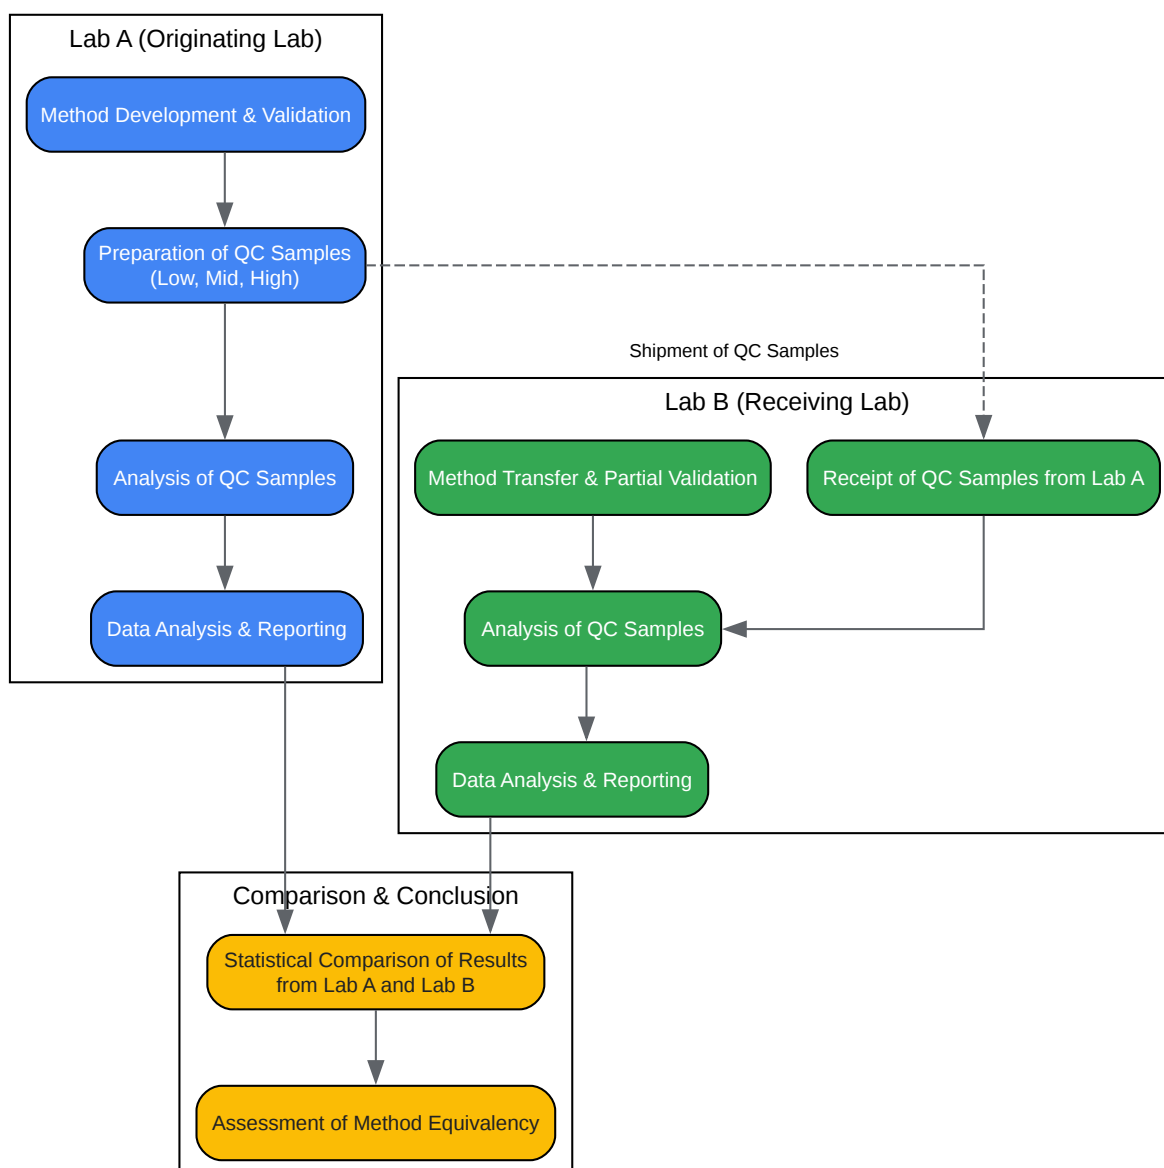 Lab A (Originating Lab)
Method Development & Validation
Preparation of QC Samples
(Low, Mid, High)
Analysis of QC Samples
Data Analysis & Reporting
Shipment of QC Samples
Lab B (Receiving Lab)
Method Transfer & Partial Validation
Receipt of QC Samples from Lab A
Analysis of QC Samples
Data Analysis & Reporting
Comparison & Conclusion
Statistical Comparison of Results
from Lab A and Lab B
Assessment of Method Equivalency